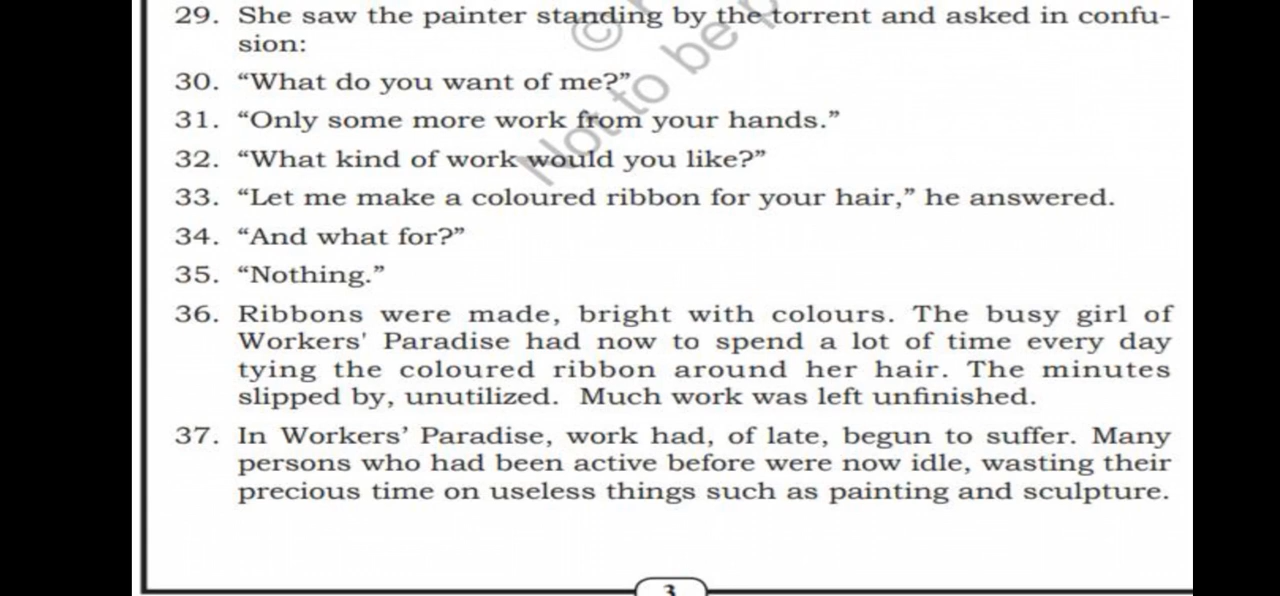 29. She saw the painter standing by the torrent and asked in confu-
sion:
30. “What do you want of me?”
31. “Only some more work from your hands.”
32. “What kind of work would you like?”
33. “Let me make a coloured ribbon for your hair,” he answered.
34. “And what for?”
35. “Nothing.”
36. Ribbons were made, bright with colours. The busy girl of
Workers' Paradise had now to spend a lot of time every day
tying the coloured ribbon around her hair. The minutes
slipped by, unutilized. Much work was left unfinished.
37. In Workers’ Paradise, work had, of late, begun to suffer. Many
persons who had been active before were now idle, wasting their
precious time on useless things such as painting and sculpture.
3
©
Not to be